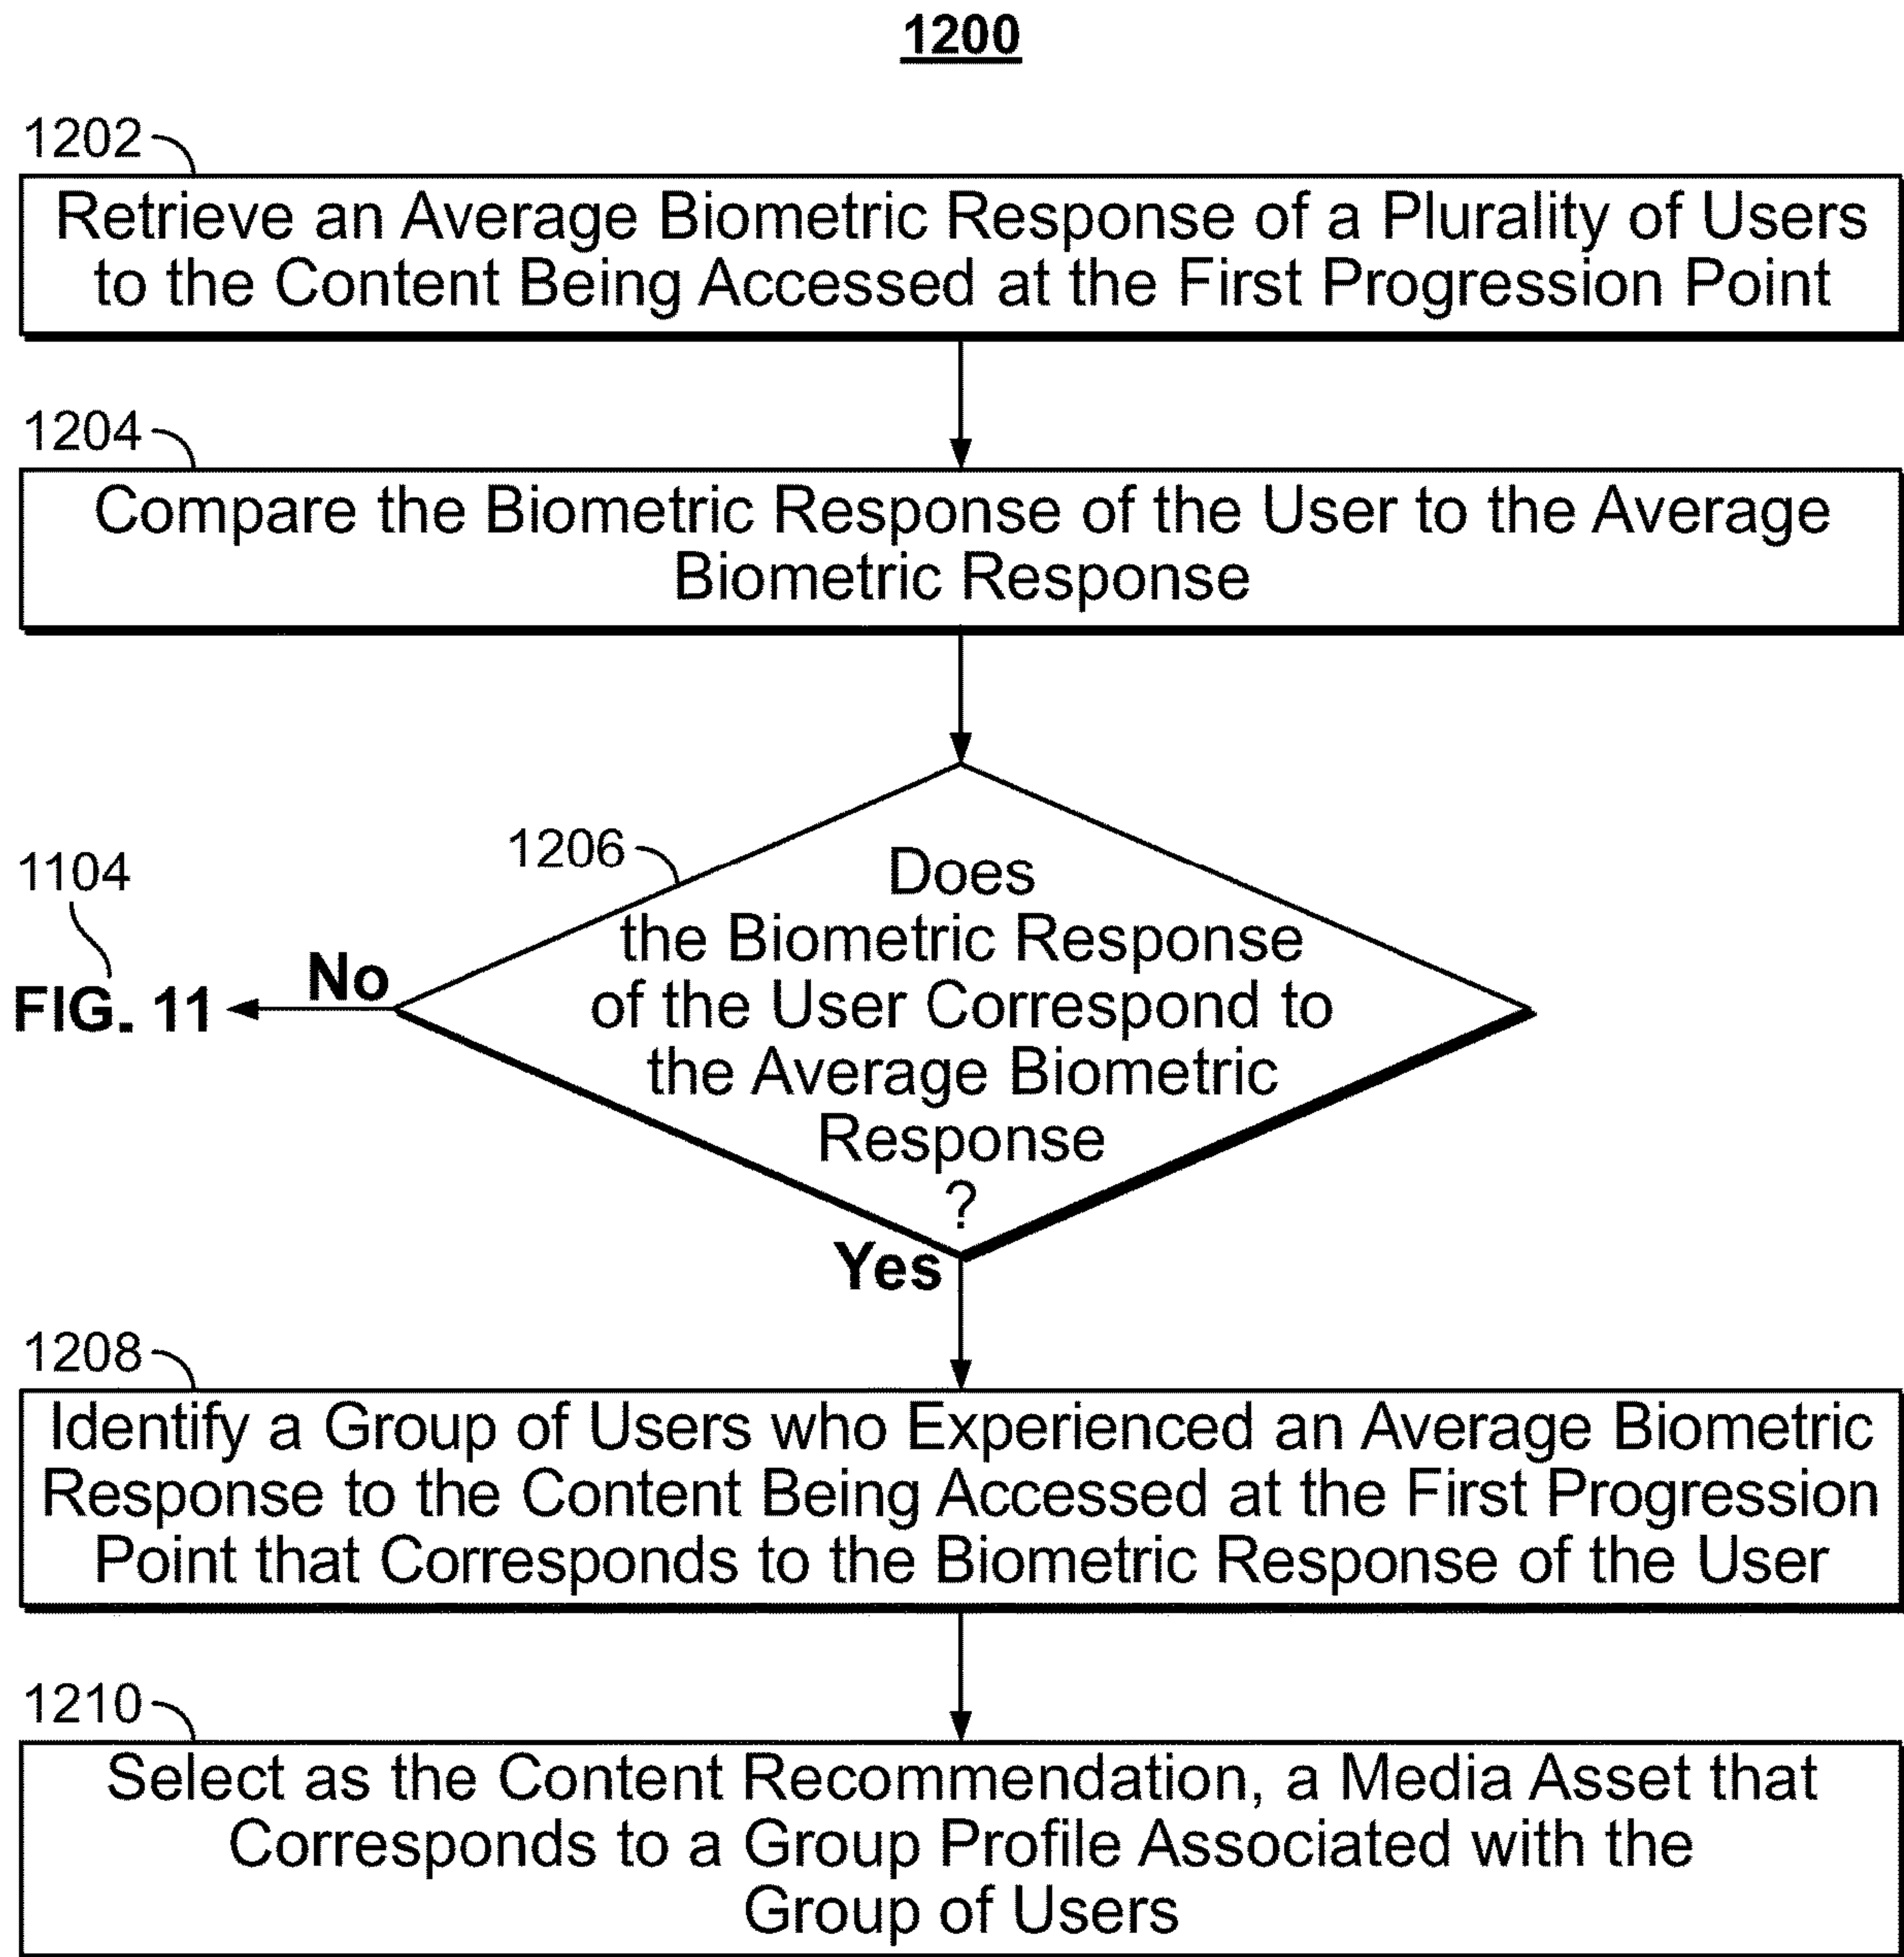 1200
1202
Retrieve an Average Biometric Response of a Plurality of Users
to the Content Being Accessed at the First Progression Point
1204
Compare the Biometric Response of the User to the Average
Biometric Response
1206
Does
the Biometric Response
of the User Correspond to
the Average Biometric
Response
?
1104
No
FIG. 11
Yes
1208
Identify a Group of Users who Experienced an Average Biometric
Response to the Content Being Accessed at the First Progression
Point that Corresponds to the Biometric Response of the User
1210
Select as the Content Recommendation, a Media Asset that
Corresponds to a Group Profile Associated with the
Group of Users